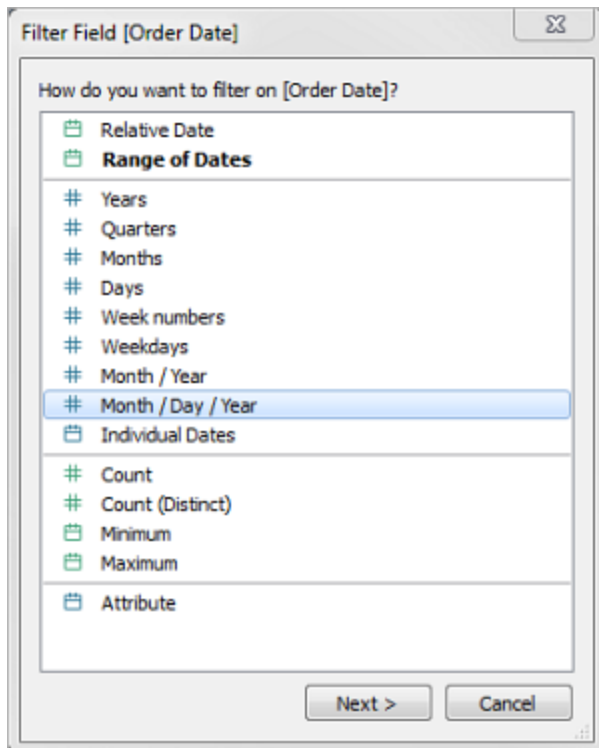 Filter Field [Order Date]
How do you want to filter on [Order Date]?
Relative Date
Range of Dates
Years
Quarters
Months
Days
Week numbers
Weekdays
Month / Year
Month / Day / Year
Individual Dates
Count
Count (Distinct)
Minimum
Maximum
Attribute
Next >
Cancel